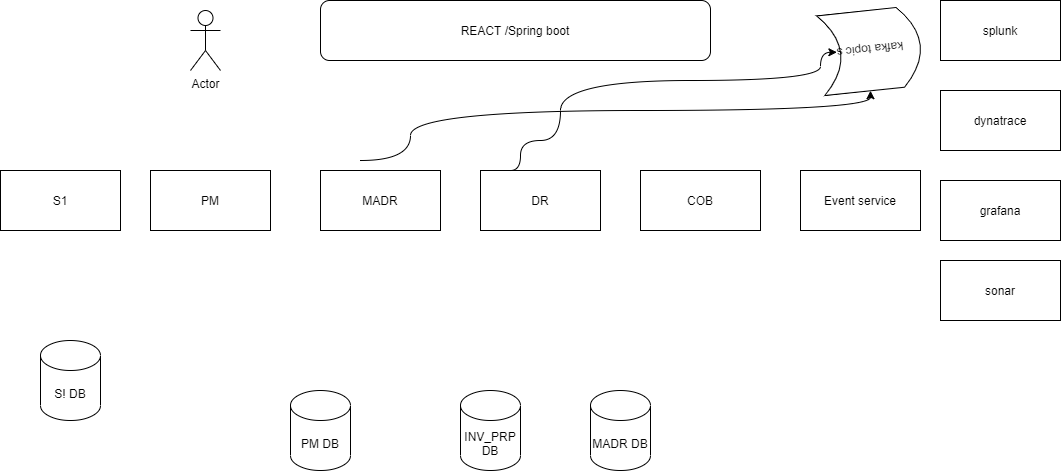 REACT /Spring boot
kafka topic s
splunk
Actor
dynatrace
S1
PM
MADR
DR
COB
Event service
grafana
sonar
S! DB
PM DB
INV_PRP
DB
MADR DB